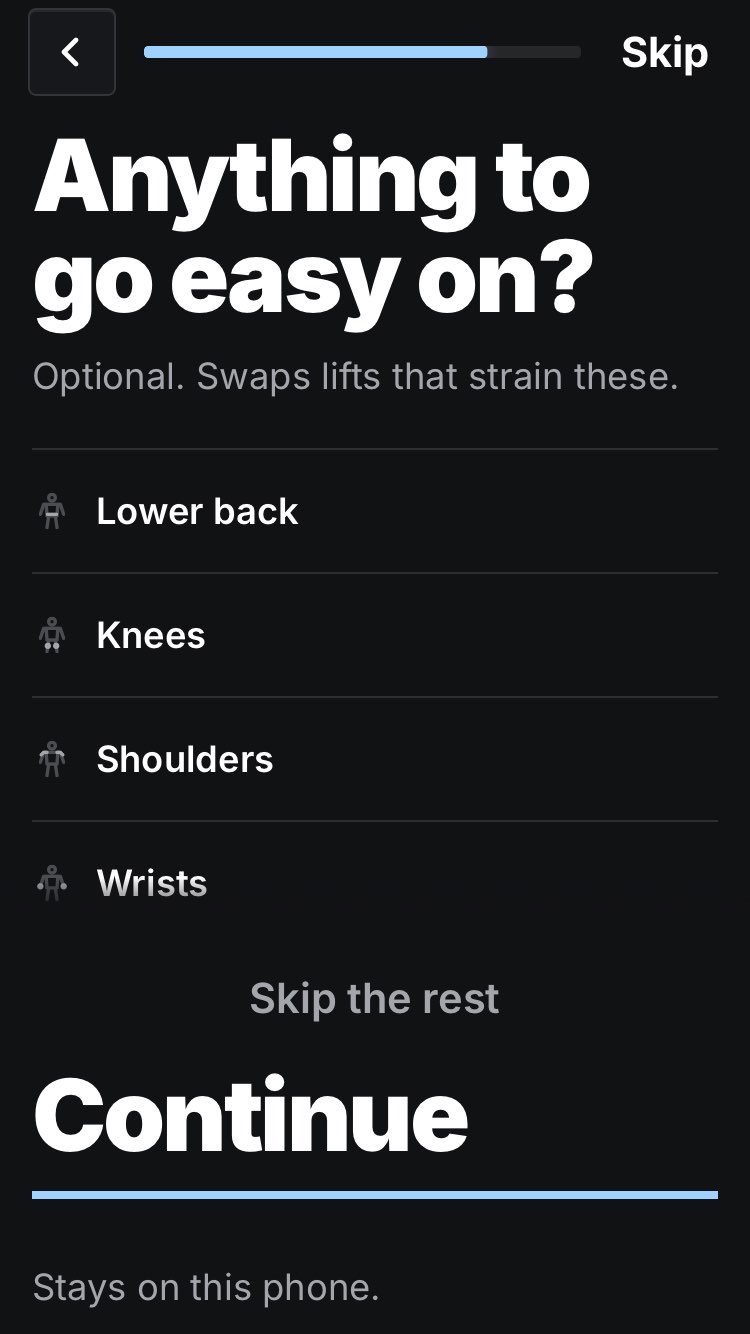 Skip
Anything to
go easy on?
Optional. Swaps lifts that strain these.
Lower back
Knees
Shoulders
Wrists
Skip the rest
Continue
Stays on this phone.